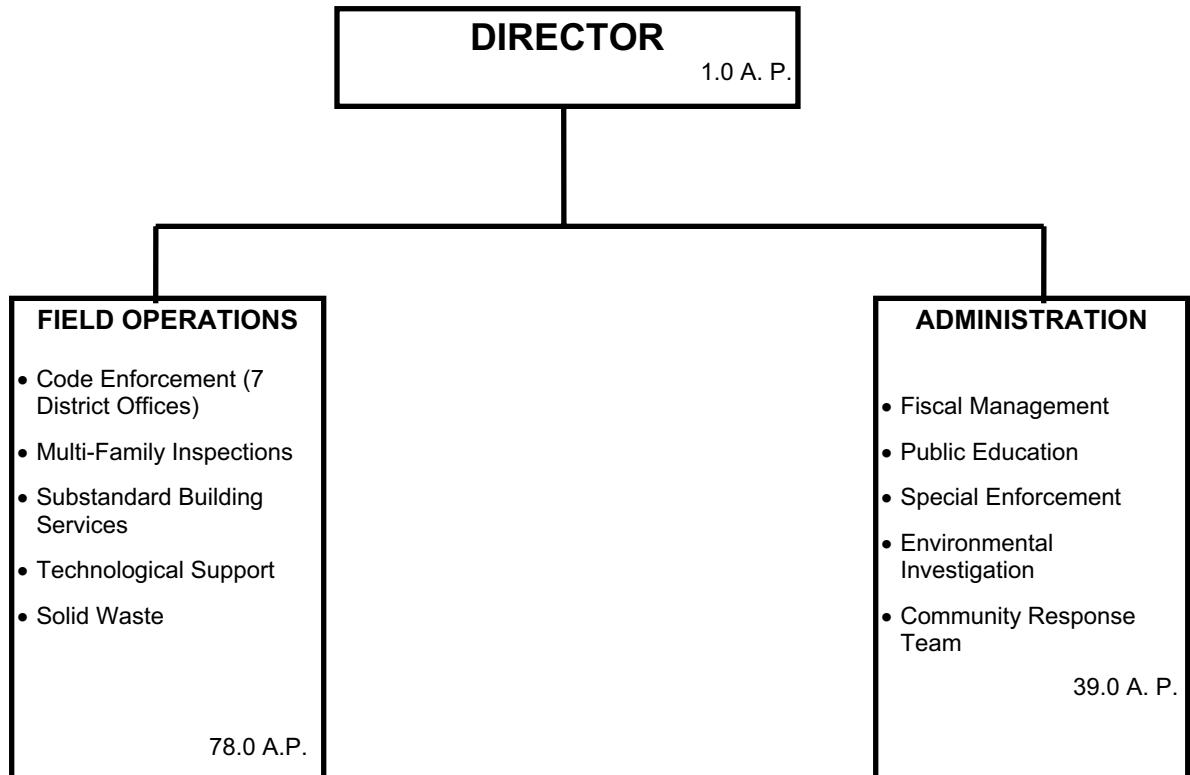 DIRECTOR
1.0 A. P.
FIELD OPERATIONS
• Code Enforcement (7
District Offices)
• Multi-Family Inspections
• Substandard Building
Services
• Technological Support
• Solid Waste
78.0 A.P.
ADMINISTRATION
• Fiscal Management
• Public Education
• Special Enforcement
• Environmental
Investigation
• Community Response
Team
39.0 A. P.